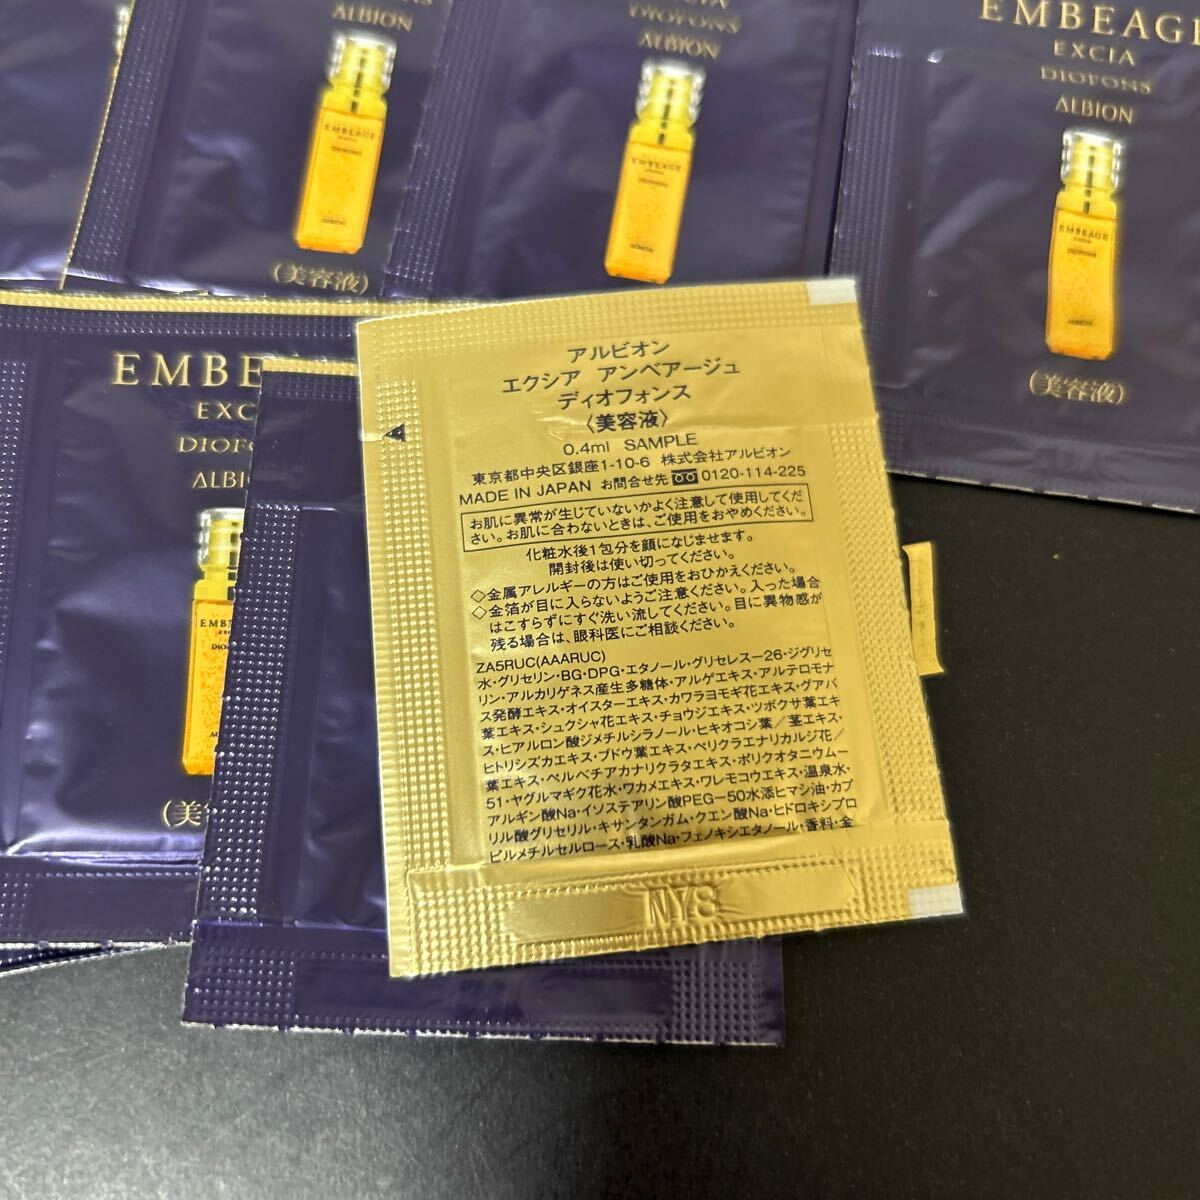 ALBION
EMBEAGE
ALBION
(美容液)
DIOFONS
ALBION
EMBEAGE
ALBION
EMBEAGE
EXCIA
DIOFONS
ALBION
EMBEAGE
ALBION
(美容液)
EMBE
EXC
DIOFO
ALBI
EMBEAGE
(美
アルビオン
エクシア アンベアージュ
ディオフォンス
〈美容液〉
0.4ml SAMPLE
東京都中央区銀座1-10-6 株式会社アルビオン
MADE IN JAPAN お問合せ先 0120-114-225
お肌に異常が生じていないかよく注意して使用してくだ
さい。お肌に合わないときは、ご使用をおやめください。
化粧水後1包分を顔になじませます。
開封後は使い切ってください。
◇金属アレルギーの方はご使用をおひかえください。
◇金箔が目に入らないようご注意ください。入った場合
はこすらずにすぐ洗い流してください。目に異物感が
残る場合は、眼科医にご相談ください。
ZA5RUC(AAARUC)
水・グリセリン・BG・DPG・エタノール・グリセレスー26・ジグリセ
リン・アルカリゲネス産生多糖体・アルゲエキス・アルテロモナ
ス発酵エキス・オイスターエキス・カワラヨモギ花エキス・グアバ
葉エキス・シュクシャ花エキス・チョウジエキス・ツボクサ葉エキ
ス・ヒアルロン酸ジメチルシラノール・ヒキオコシ葉/茎エキス・
ヒトリシズカエキス・ブドウ葉エキス・ペリクラエナリカルジ花/
葉エキス・ペルベチアカナリクラタエキス・ポリクオタニウムー
51・ヤグルマギク花水・ワカメエキス・ワレモコウエキス・温泉水・
アルギン酸Na・イソステアリン酸PEG－50水添ヒマシ油・カプ
リル酸グリセリル・キサンタンガム・クエン酸Na・ヒドロキシプロ
ピルメチルセルロース・乳酸Na・フェノキシエタノール・香料・金
NY8